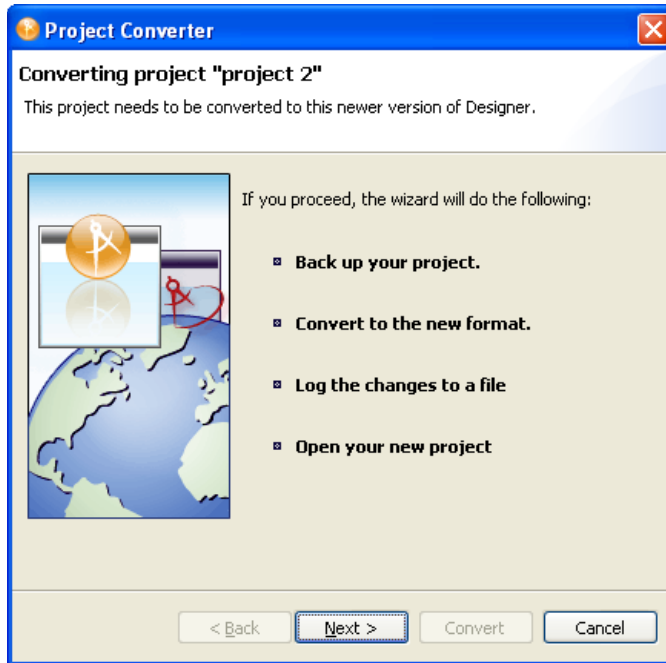 Project Converter
Converting project "project 2"
This project needs to be converted to this newer version of Designer.
If you proceed, the wizard will do the following:
Back up your project.
Convert to the new format.
Log the changes to a file
Open your new project
< Back Next > Convert Cancel